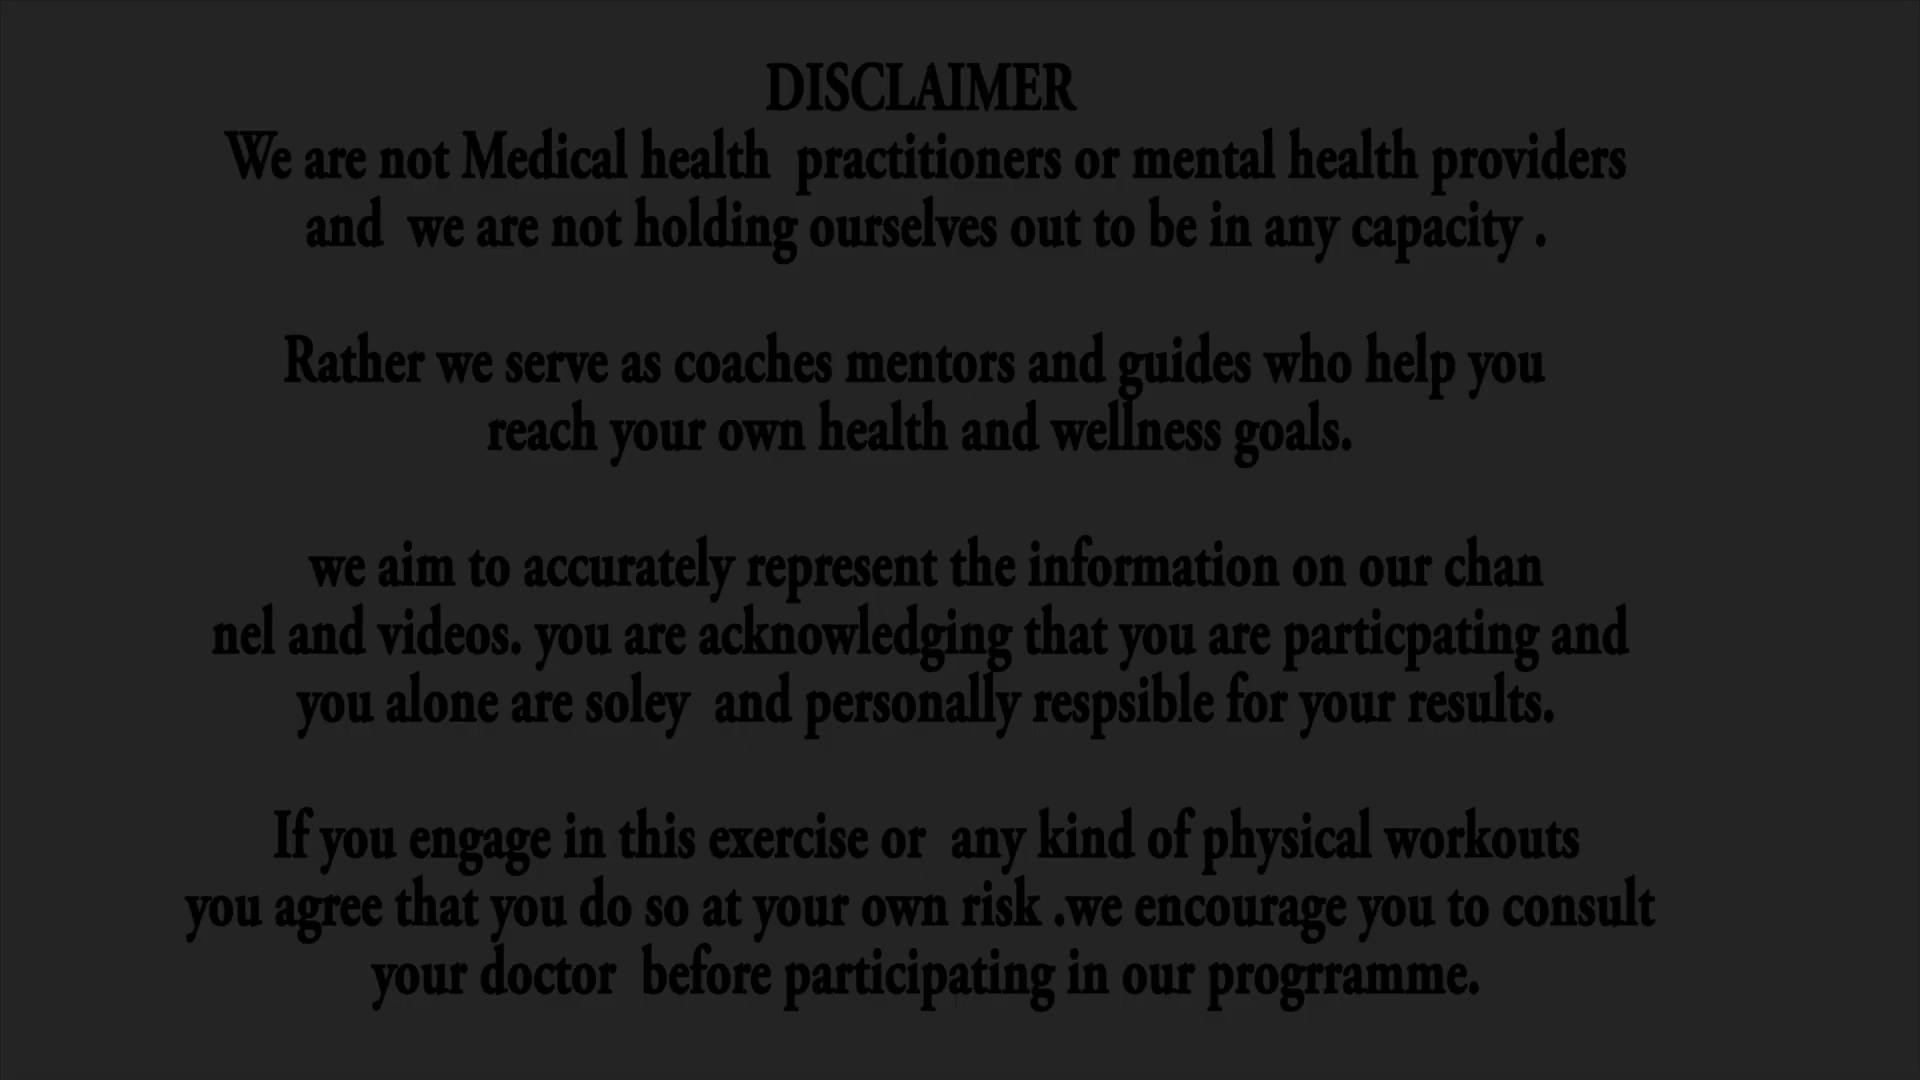 DISCLAIMER
We are not Medical health  practitioners or mental health providers
and  we are not holding ourselves out to be in any capacity .
Rather we serve as coaches mentors and guides who help you
reach your own health and wellness goals.
we aim to accurately represent the information on our chan
nel and videos. you are acknowledging that you are particpating and
you alone are soley  and personally respsible for your results.
If you engage in this exercise or  any kind of physical workouts
you agree that you do so at your own risk .we encourage you to consult
your doctor  before participating in our progrramme.